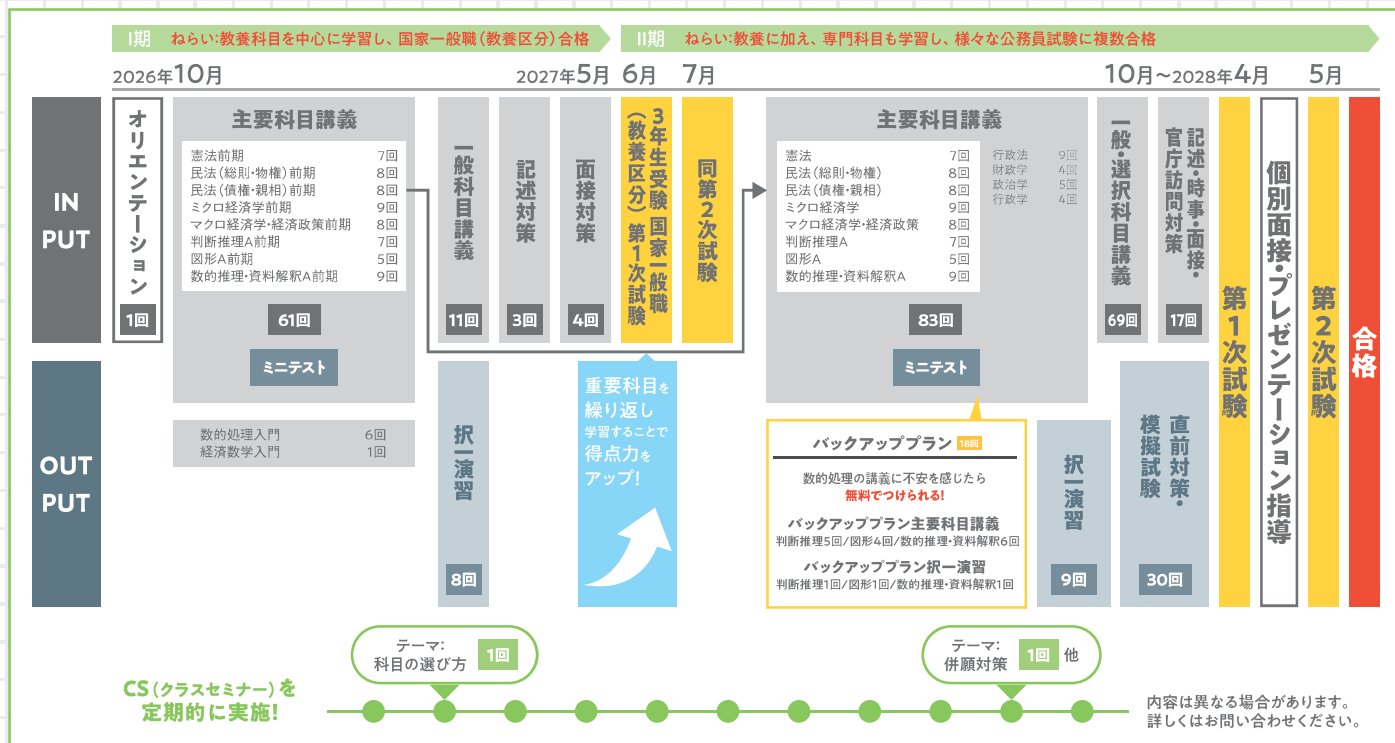 I期 ねらい:教養科目を中心に学習し、国家一般職(教養区分)合格
II期 ねらい:教養に加え、専門科目も学習し、様々な公務員試験に複数合格
2026年10月
2027年5月
6月
7月
10月～2028年4月
5月
IN
PUT
オリエンテーション
1回
主要科目講義
憲法前期 7回
民法(総則・物権)前期 8回
民法(債権・親相)前期 8回
ミクロ経済学前期 9回
マクロ経済学・経済政策前期 8回
判断推理A前期 7回
図形A前期 5回
数的推理・資料解釈A前期 9回
61回
ミニテスト
数的処理入門 6回
経済数学入門 1回
一般科目講義
11回
記述対策
3回
面接対策
4回
3年生受験 国家一般職
(教養区分) 第1次試験
同第2次試験
主要科目講義
憲法 7回
民法(総則・物権) 8回
民法(債権・親相) 8回
ミクロ経済学 9回
マクロ経済学・経済政策 8回
判断推理A 7回
図形A 5回
数的推理・資料解釈A 9回
行政法 9回
財政学 4回
政治学 5回
行政学 4回
83回
ミニテスト
一般・選択科目講義
69回
記述・時事・面接・
官庁訪問対策
17回
第1次試験
個別面接・プレゼンテーション指導
第2次試験
合格
OUT
PUT
択一演習
8回
重要科目を
繰り返し
学習することで
得点力を
アップ!
バックアッププラン 18回
数的処理の講義に不安を感じたら
無料でつけられる!
バックアッププラン主要科目講義
判断推理5回/図形4回/数的推理・資料解釈6回
バックアッププラン択一演習
判断推理1回/図形1回/数的推理・資料解釈1回
択一演習
9回
直前対策・
模擬試験
30回
テーマ:
科目の選び方 1回
テーマ:
併願対策 1回 他
CS(クラスセミナー)を
定期的に実施!
内容は異なる場合があります。
詳しくはお問い合わせください。